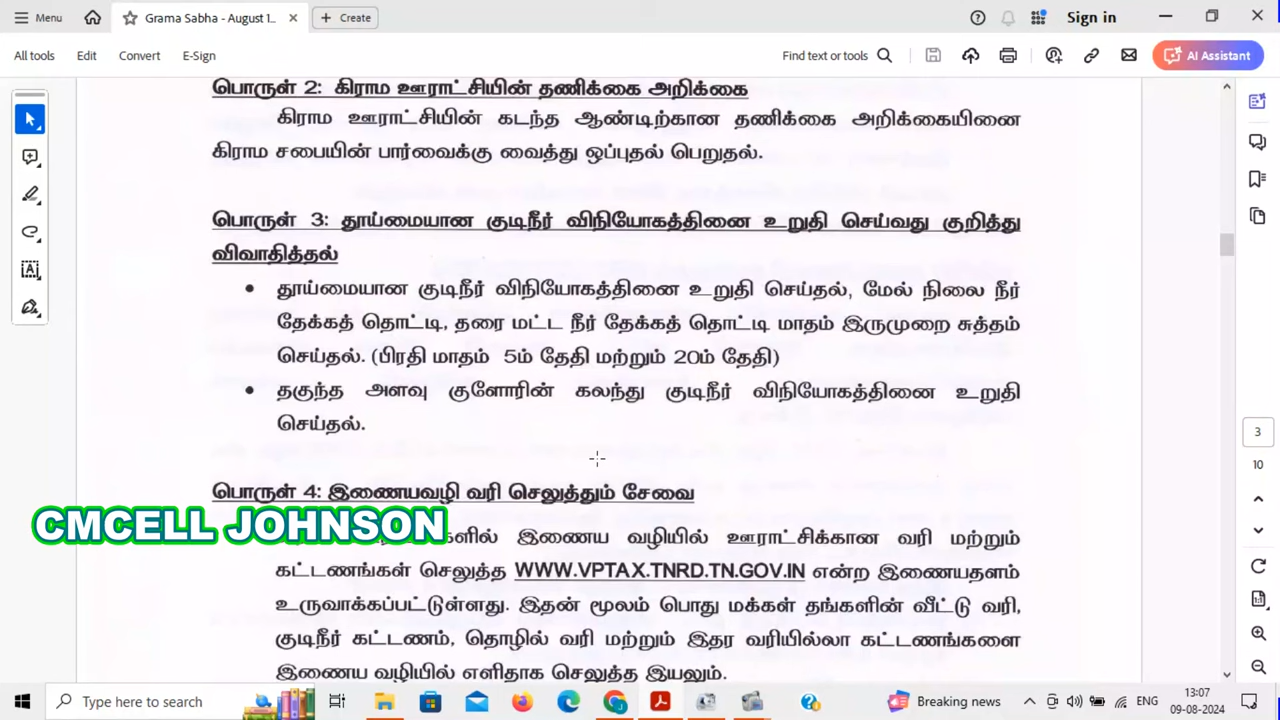 Menu
Grama Sabha - August 1...
Create
Sign in
All tools
Edit
Convert
E-Sign
Find text or tools
AI Assistant
பொருள் 2: கிராம ஊராட்சியின் தணிக்கை அறிக்கை
கிராம ஊராட்சியின் கடந்த ஆண்டிற்கான தணிக்கை அறிக்கையினை
கிராம சபையின் பார்வைக்கு வைத்து ஒப்புதல் பெறுதல்.
பொருள் 3: தூய்மையான குடிநீர் விநியோகத்தினை உறுதி செய்வது குறித்து
விவாதித்தல்
• தூய்மையான குடிநீர் விநியோகத்தினை உறுதி செய்தல், மேல் நிலை நீர்
தேக்கத் தொட்டி, தரை மட்ட நீர் தேக்கத் தொட்டி மாதம் இருமுறை சுத்தம்
செய்தல். (பிரதி மாதம் 5ம் தேதி மற்றும் 20ம் தேதி)
• தகுந்த அளவு குளோரின் கலந்து குடிநீர் விநியோகத்தினை உறுதி
செய்தல்.
3
10
பொருள் 4: இணையவழி வரி செலுத்தும் சேவை
CMCELL JOHNSON
இணைய வழியில் ஊராட்சிக்கான வரி மற்றும்
கட்டணங்கள் செலுத்த WWW.VPTAX.TNRD.TN.GOV.IN என்ற இணையதளம்
உருவாக்கப்பட்டுள்ளது. இதன் மூலம் பொது மக்கள் தங்களின் வீட்டு வரி,
குடிநீர் கட்டணம், தொழில் வரி மற்றும் இதர வரியில்லா கட்டணங்களை
இணைய வழியில் எளிதாக செலுத்த இயலும்.
Type here to search
Breaking news
ENG
13:07
09-08-2024